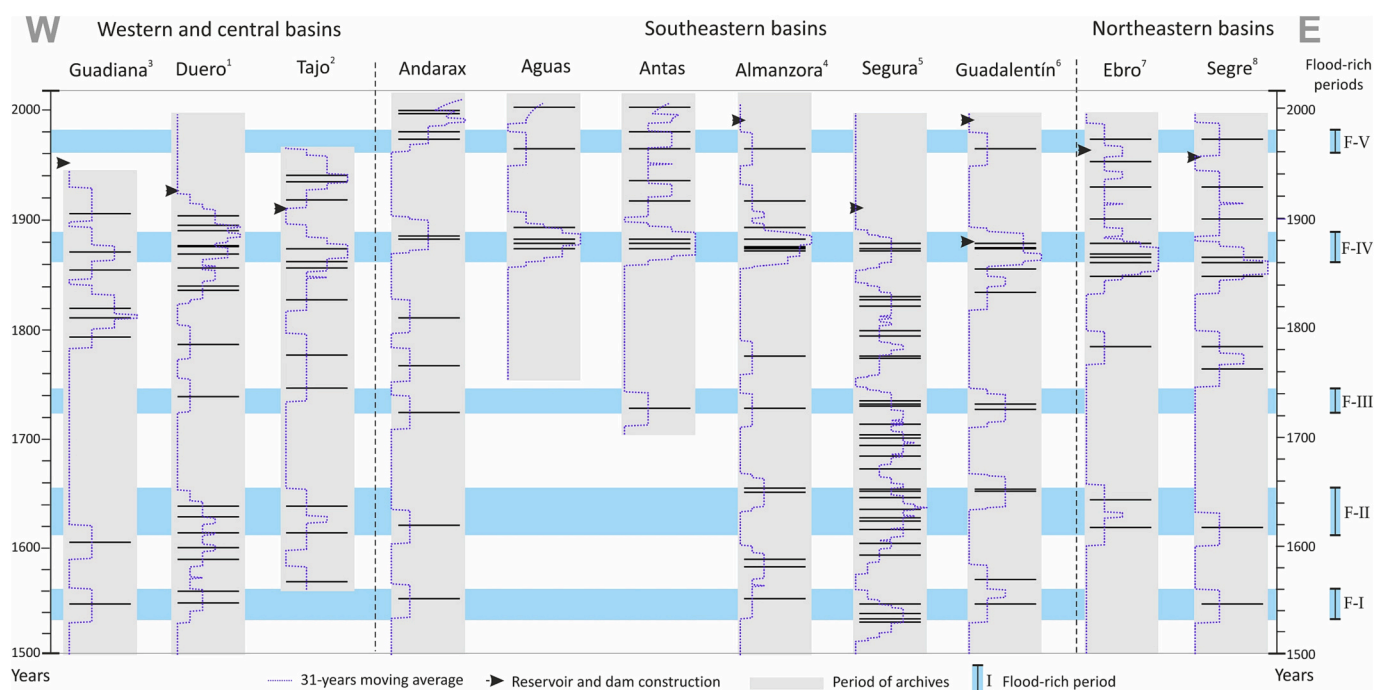 W Western and central basins Southeastern basins Northeastern basins E
Guadiana³ Duero¹ Tajo² Andarax Aguas Antas Almanzora⁴ Segura⁵ Guadalentín⁶ Ebro⁷ Segre⁸ Flood-rich
periods
2000 2000
F-V
1900 1900
F-IV
1800 1800
F-III
1700 1700
F-II
1600 1600
F-I
1500 1500
Years Years
31-years moving average Reservoir and dam construction Period of archives I Flood-rich period